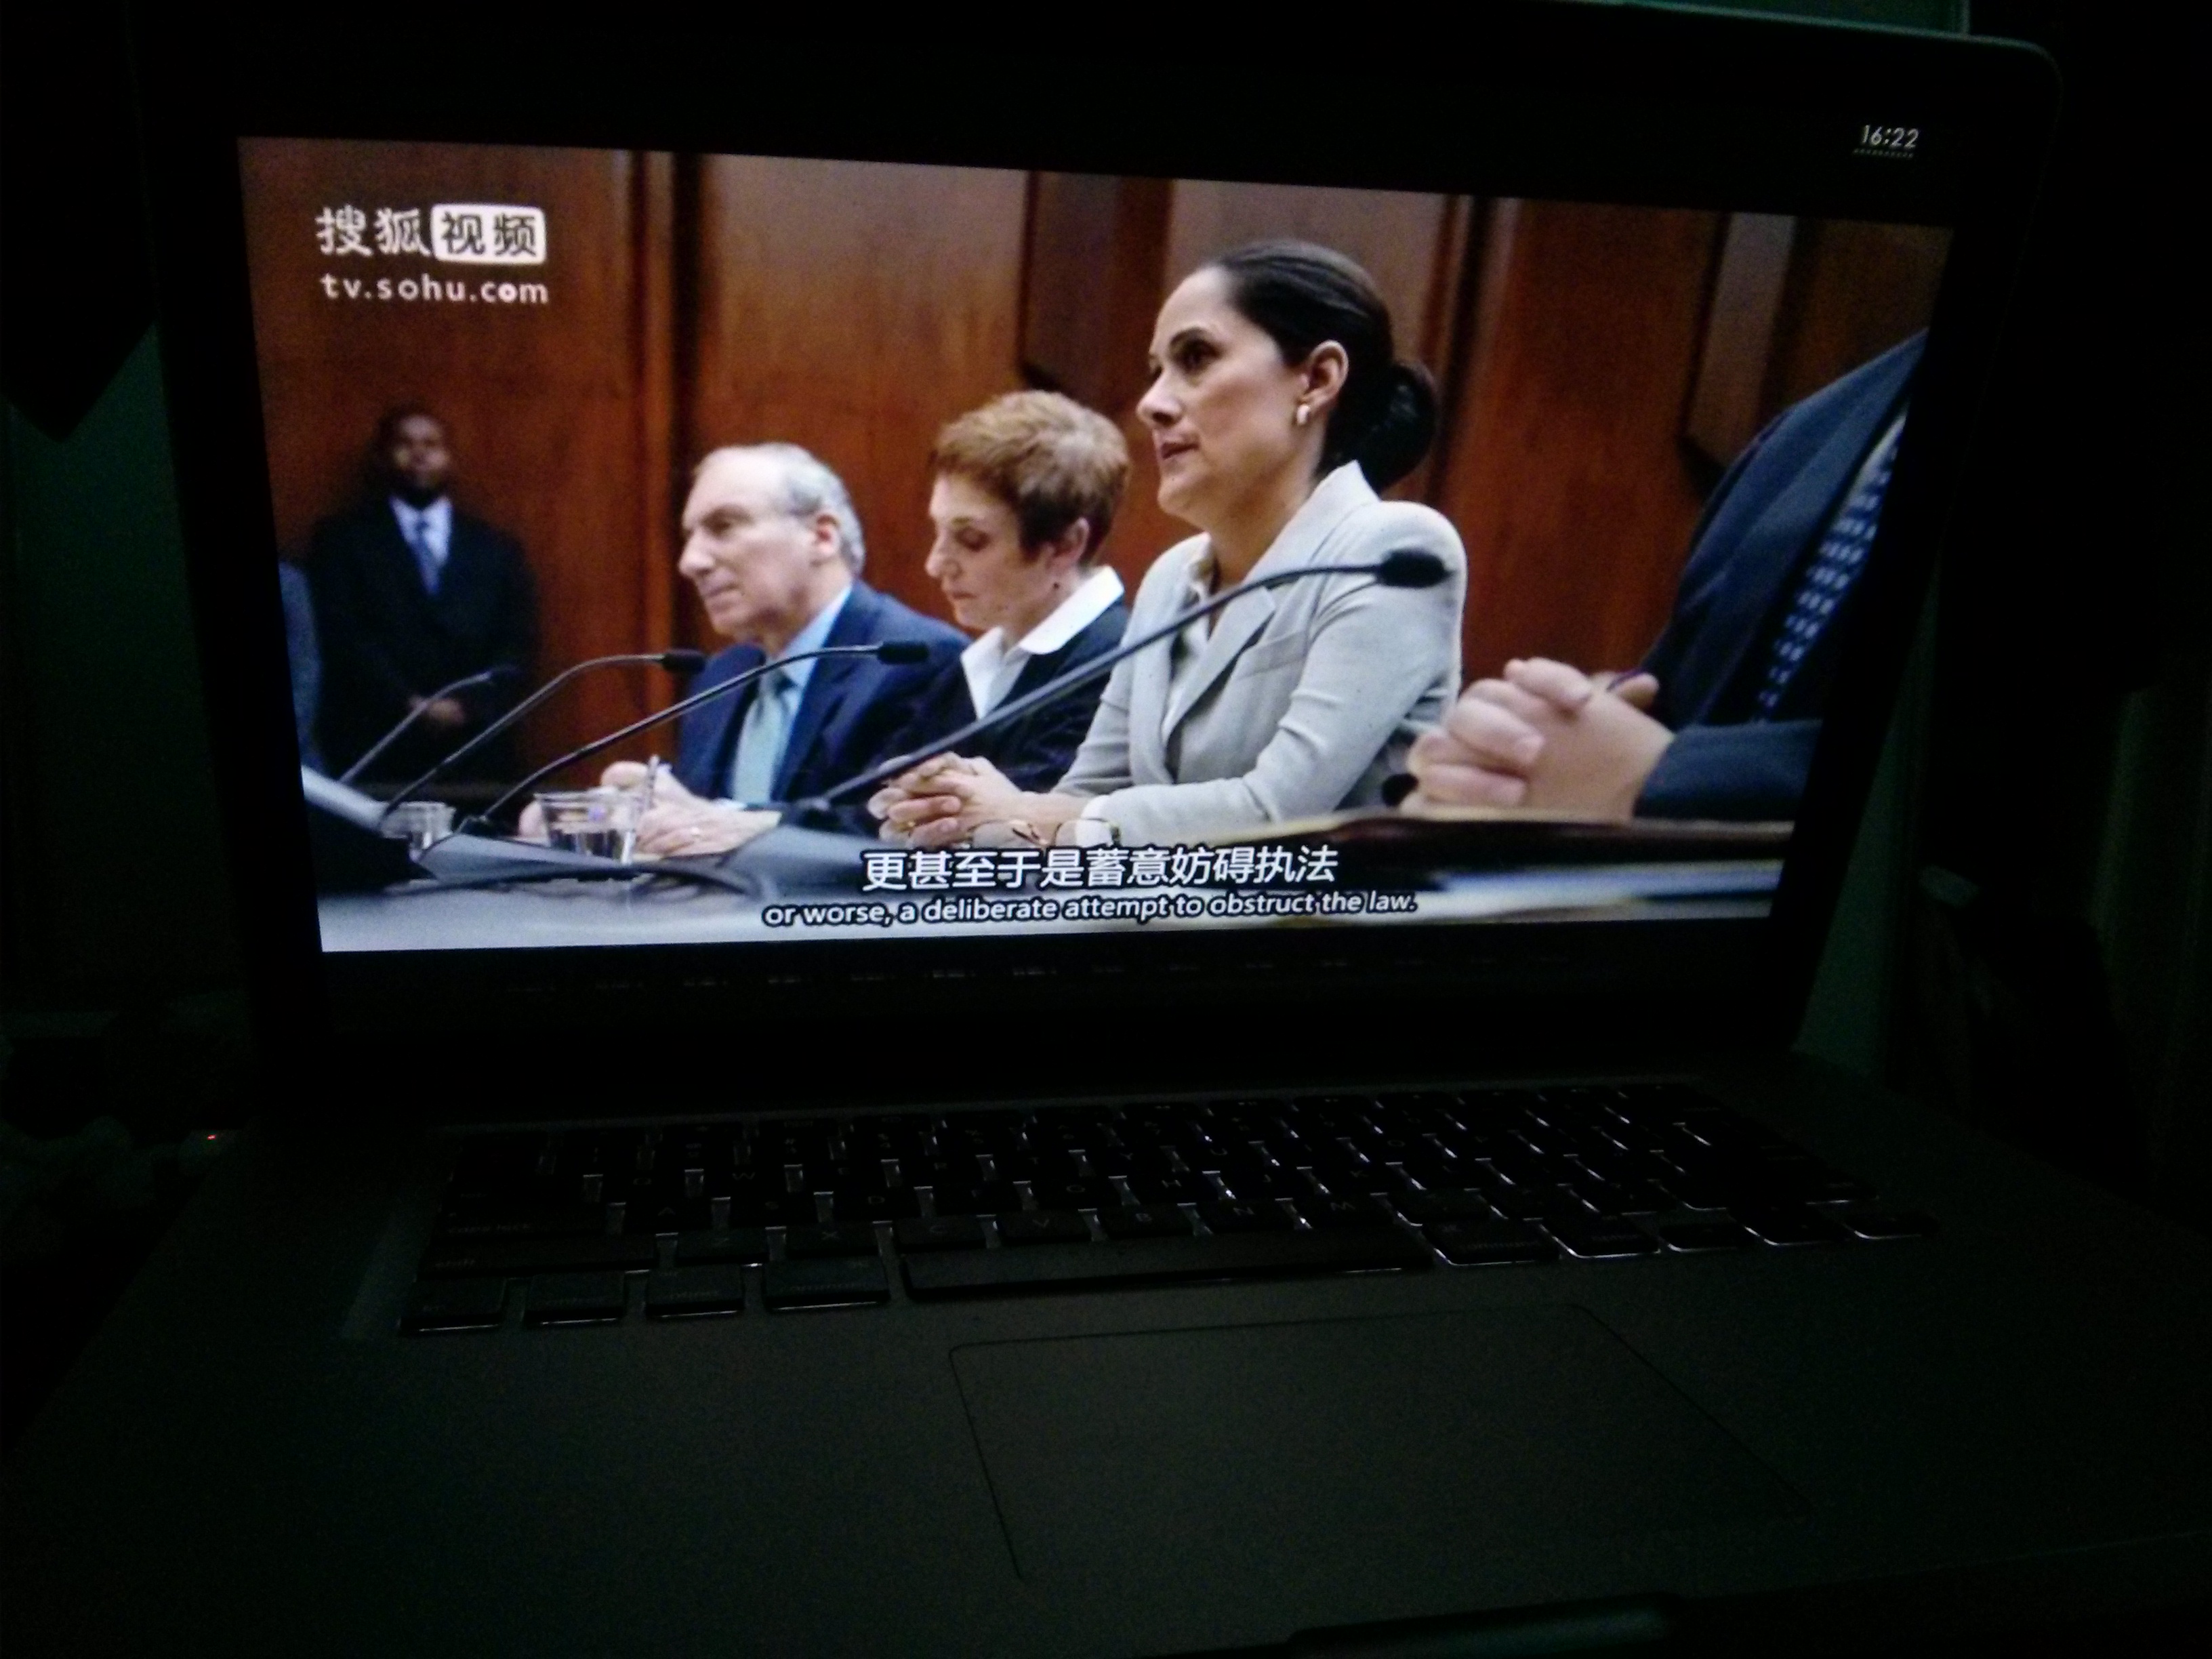 16:22
搜狐视频
tv.sohu.com
更甚至于是蓄意妨碍执法
or worse, a deliberate attempt to obstruct the law.